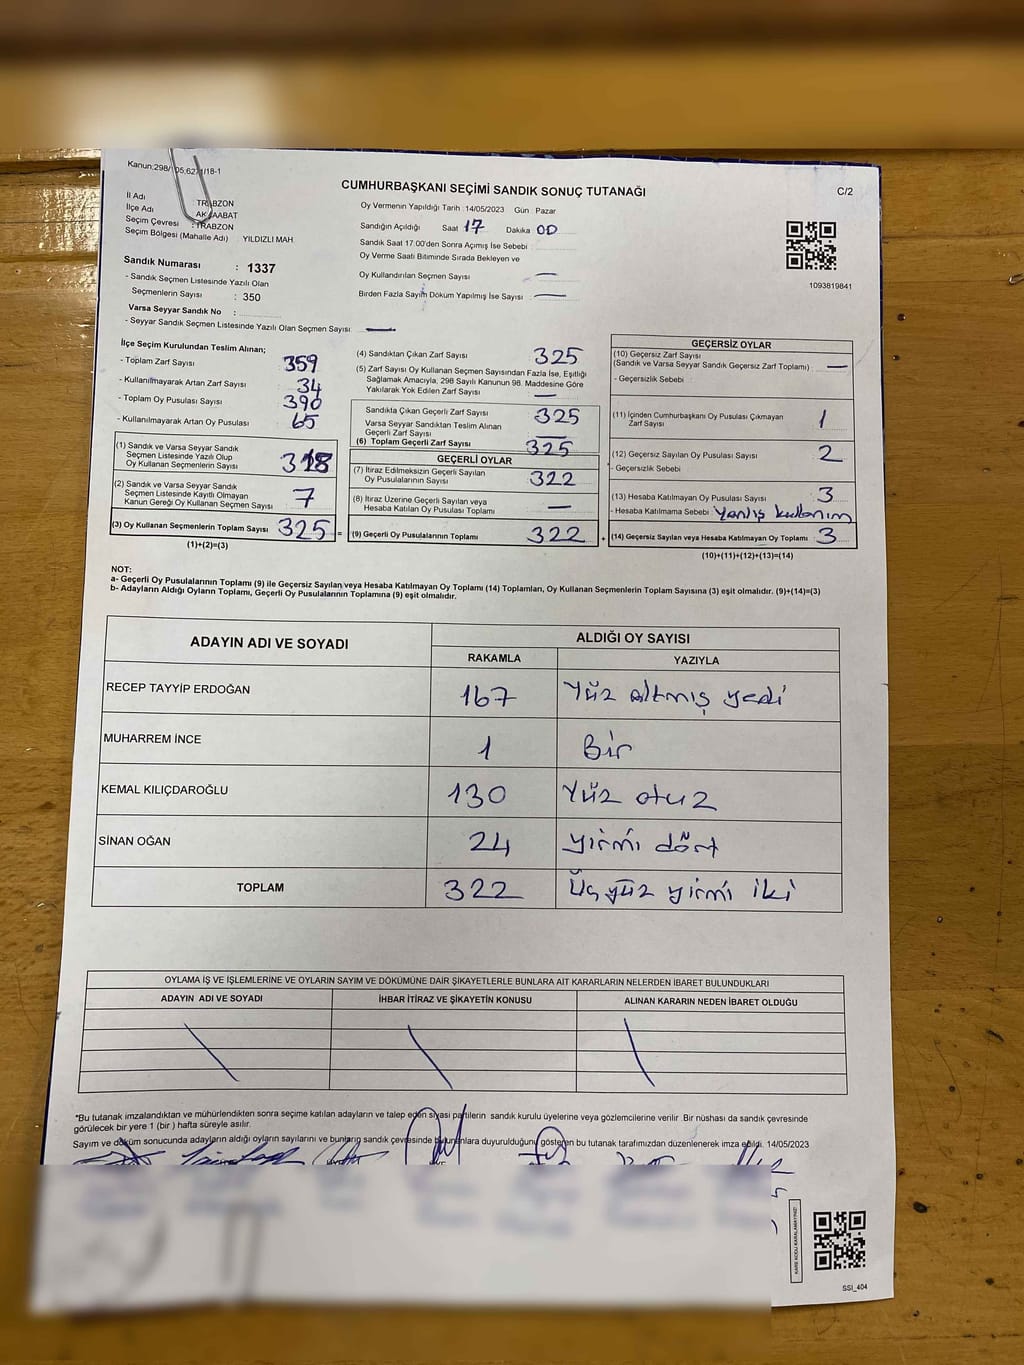 Kanun:298/105,6271/18-1
CUMHURBAŞKANI SEÇİMİ SANDIK SONUÇ TUTANAĞI
C/2
İl Adı TRABZON
İlçe Adı AKÇAABAT
Seçim Çevresi : TRABZON
Seçim Bölgesi (Mahalle Adı) YILDIZLI MAH
Sandık Numarası : 1337
- Sandık Seçmen Listesinde Yazılı Olan
Seçmenlerin Sayısı : 350
Varsa Seyyar Sandık No :
- Seyyar Sandık Seçmen Listesinde Yazılı Olan Seçmen Sayısı
Oy Vermenin Yapıldığı Tarih 14/05/2023 Gün Pazar
Sandığın Açıldığı Saat 17 Dakika 00
Sandık Saat 17:00'den Sonra Açılmış İse Sebebi
Oy Verme Saati Bitiminde Sırada Bekleyen ve
Oy Kullandırılan Seçmen Sayısı —
Birden Fazla Sayım Döküm Yapılmış İse Sayısı : —
1093819841
İlçe Seçim Kurulundan Teslim Alınan;
- Toplam Zarf Sayısı 359
- Kullanılmayarak Artan Zarf Sayısı 34
- Toplam Oy Pusulası Sayısı 390
- Kullanılmayarak Artan Oy Pusulası 65
(1) Sandık ve Varsa Seyyar Sandık
Seçmen Listesinde Yazılı Olup
Oy Kullanan Seçmenlerin Sayısı 318
(2) Sandık ve Varsa Seyyar Sandık
Seçmen Listesinde Kayıtlı Olmayan
Kanun Gereği Oy Kullanan Seçmen Sayısı 7
(3) Oy Kullanan Seçmenlerin Toplam Sayısı 325 =
(1)+(2)=(3)
(4) Sandıktan Çıkan Zarf Sayısı 325
(5) Zarf Sayısı Oy Kullanan Seçmen Sayısından Fazla İse, Eşitliği
Sağlamak Amacıyla, 298 Sayılı Kanunun 98. Maddesine Göre
Yakılarak Yok Edilen Zarf Sayısı —
Sandıkta Çıkan Geçerli Zarf Sayısı 325
Varsa Seyyar Sandıktan Teslim Alınan
Geçerli Zarf Sayısı —
(6) Toplam Geçerli Zarf Sayısı 325
GEÇERLİ OYLAR
(7) İtiraz Edilmeksizin Geçerli Sayılan
Oy Pusulalarının Sayısı 322
(8) İtiraz Üzerine Geçerli Sayılan veya
Hesaba Katılan Oy Pusulası Toplamı —
(9) Geçerli Oy Pusulalarının Toplamı 322 +
GEÇERSİZ OYLAR
(10) Geçersiz Zarf Sayısı
(Sandık ve Varsa Seyyar Sandık Geçersiz Zarf Toplamı) —
- Geçersizlik Sebebi :
(11) İçinden Cumhurbaşkanı Oy Pusulası Çıkmayan
Zarf Sayısı 1
(12) Geçersiz Sayılan Oy Pusulası Sayısı 2
- Geçersizlik Sebebi :
(13) Hesaba Katılmayan Oy Pusulası Sayısı 3
- Hesaba Katılmama Sebebi : Yanlış kullanım
(14) Geçersiz Sayılan veya Hesaba Katılmayan Oy Toplamı 3
(10)+(11)+(12)+(13)=(14)
NOT:
a- Geçerli Oy Pusulalarının Toplamı (9) ile Geçersiz Sayılan veya Hesaba Katılmayan Oy Toplamı (14) Toplamları, Oy Kullanan Seçmenlerin Toplam Sayısına (3) eşit olmalıdır. (9)+(14)=(3)
b- Adayların Aldığı Oyların Toplamı, Geçerli Oy Pusulalarının Toplamına (9) eşit olmalıdır.
ADAYIN ADI VE SOYADI ALDIĞI OY SAYISI
RAKAMLA YAZIYLA
RECEP TAYYİP ERDOĞAN 167 Yüz altmış yedi
MUHARREM İNCE 1 Bir
KEMAL KILIÇDAROĞLU 130 Yüz otuz
SİNAN OĞAN 24 yirmi dört
TOPLAM 322 Üç yüz yirmi iki
OYLAMA İŞ VE İŞLEMLERİNE VE OYLARIN SAYIM VE DÖKÜMÜNE DAİR ŞİKAYETLERLE BUNLARA AİT KARARLARIN NELERDEN İBARET BULUNDUKLARI
ADAYIN ADI VE SOYADI İHBAR İTİRAZ VE ŞİKAYETİN KONUSU ALINAN KARARIN NEDEN İBARET OLDUĞU
*Bu tutanak imzalandıktan ve mühürlendikten sonra seçime katılan adayların ve talep eden siyasi partilerin sandık kurulu üyelerine veya gözlemcilerine verilir. Bir nüshası da sandık çevresinde
görülecek bir yere 1 (bir ) hafta süreyle asılır.
Sayım ve döküm sonucunda adayların aldığı oyların sayılarını ve bunların sandık çevresinde bulunanlara duyurulduğunu gösteren bu tutanak tarafımızdan düzenlenerek imza edildi. 14/05/2023
KARE KODU KARALAMAYINIZ!
SSI_404